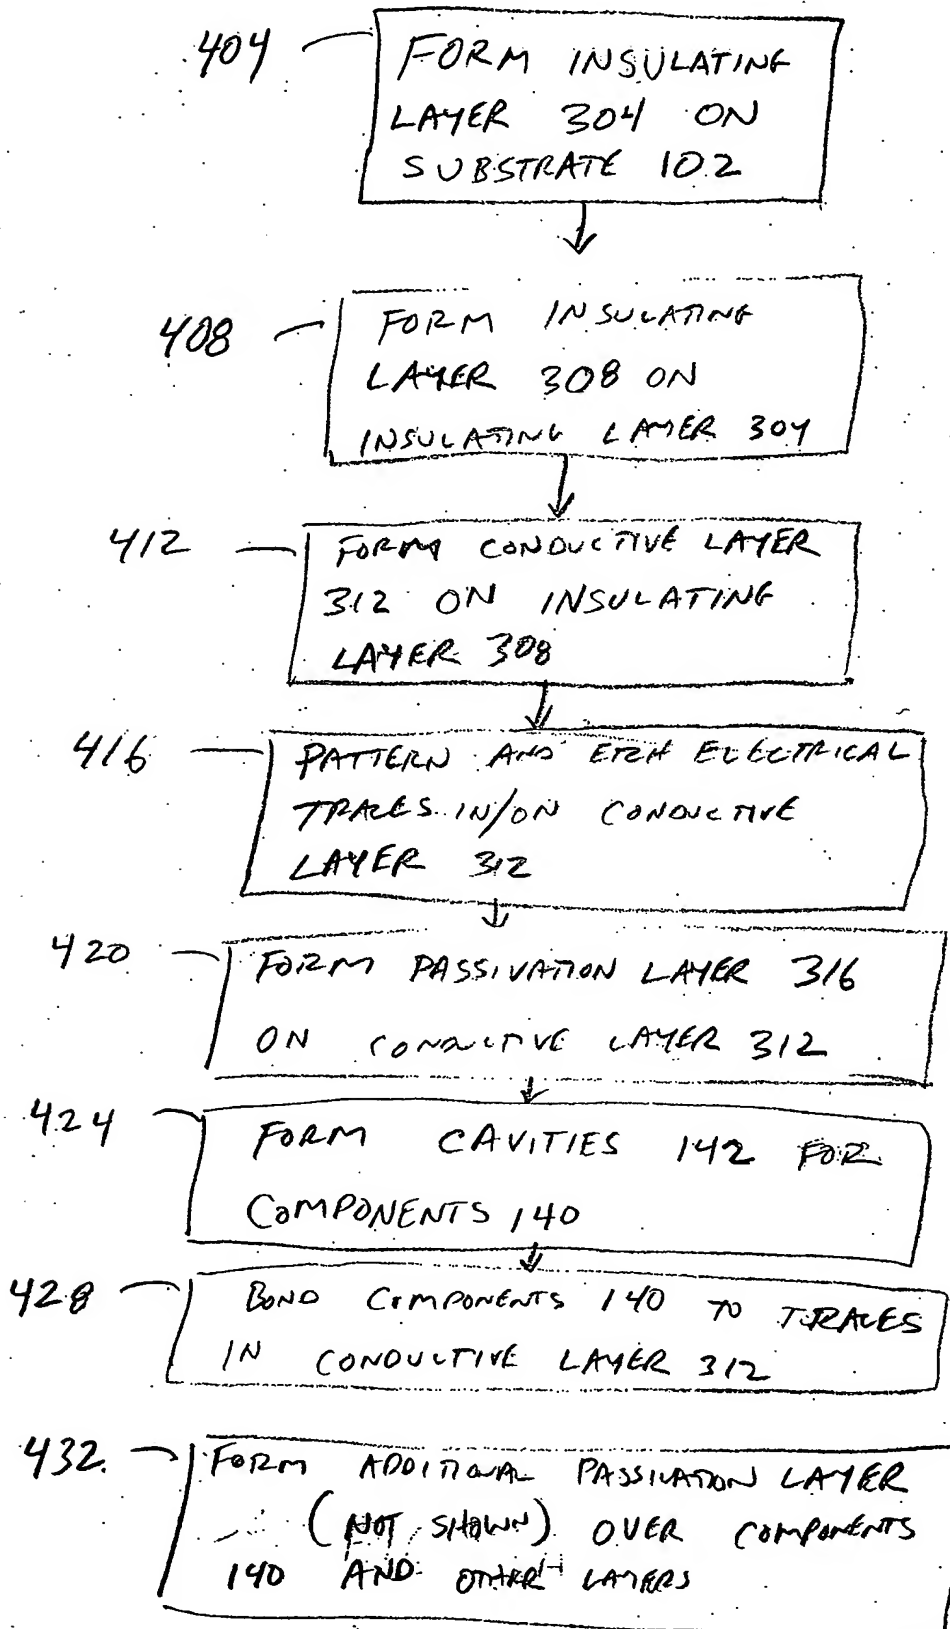 404
FORM INSULATING
LAYER 304 ON
SUBSTRATE 102
408
FORM INSULATING
LAYER 308 ON
INSULATING LAYER 304
412
FORM CONDUCTIVE LAYER
312 ON INSULATING
LAYER 308
416
PATTERN AND ETCH ELECTRICAL
TRACES IN/ON CONDUCTIVE
LAYER 312
420
FORM PASSIVATION LAYER 316
ON CONDUCTIVE LAYER 312
424
FORM CAVITIES 142 FOR
COMPONENTS 140
428
BOND COMPONENTS 140 TO TRACES
IN CONDUCTIVE LAYER 312
432
FORM ADDITIONAL PASSIVATION LAYER
(NOT SHOWN) OVER COMPONENTS
140 AND OTHER LAYERS